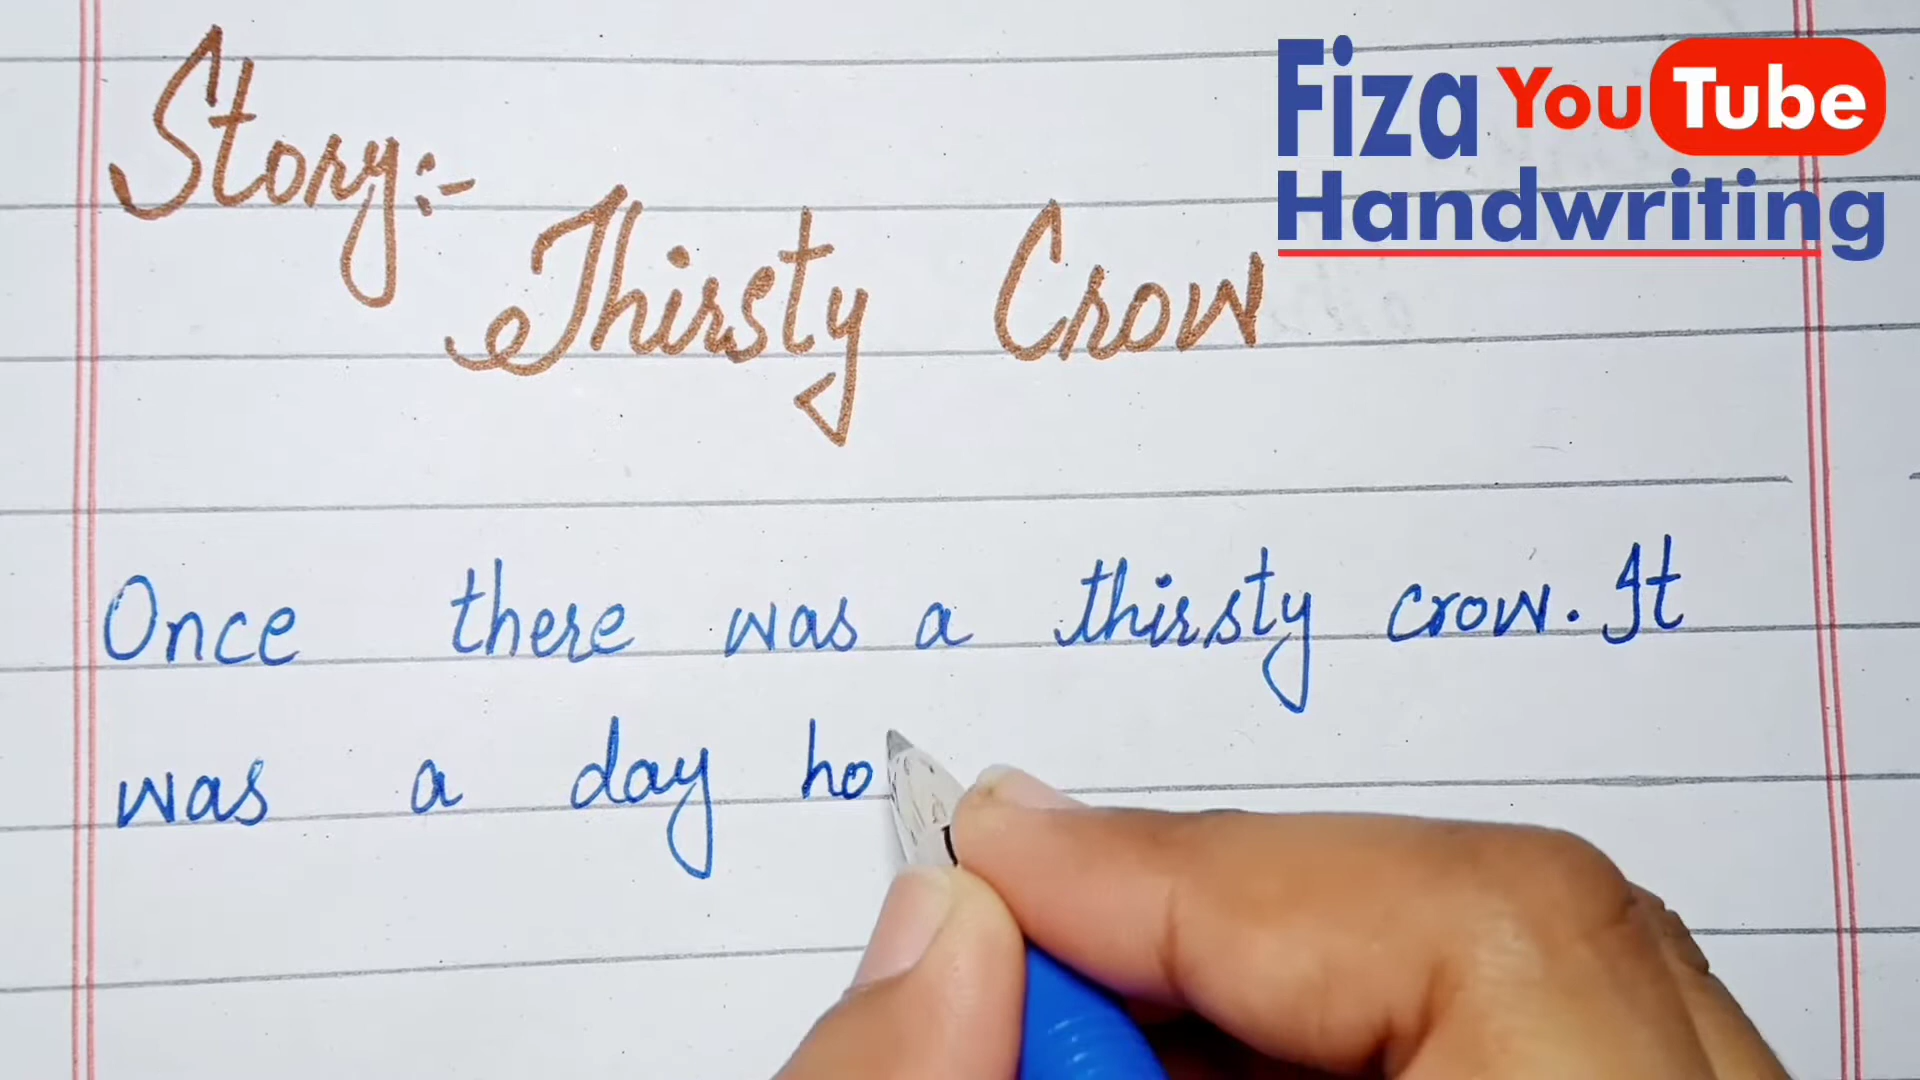 Story:-
Thirsty Crow
Fiza YouTube
Handwriting
Once there was a thirsty crow. It
was a day ho